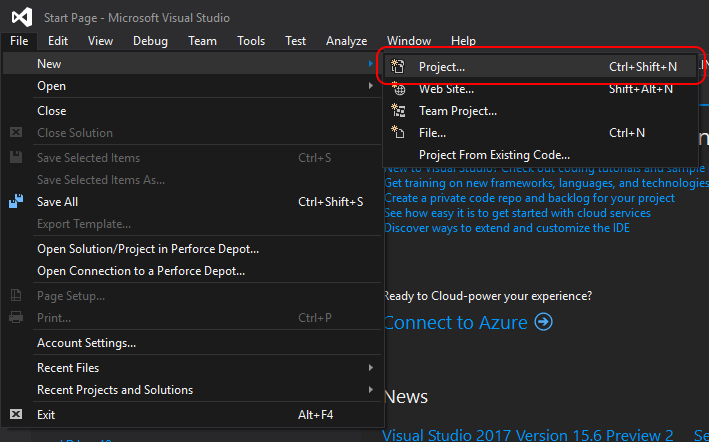 Start Page - Microsoft Visual Studio
File Edit View Debug Team Tools Test Analyze Window Help
New
Open
Close
Close Solution
Save Selected Items Ctrl+S
Save Selected Items As...
Save All Ctrl+Shift+S
Export Template...
Open Solution/Project in Perforce Depot...
Open Connection to a Perforce Depot...
Page Setup...
Print... Ctrl+P
Account Settings...
Recent Files
Recent Projects and Solutions
Exit Alt+F4
Project... Ctrl+Shift+N
Web Site... Shift+Alt+N
Team Project...
File... Ctrl+N
Project From Existing Code...
New to Visual Studio? Check out coding tutorials and sample
Get training on new frameworks, languages, and technologies
Create a private code repo and backlog for your project
See how easy it is to get started with cloud services
Discover ways to extend and customize the IDE
Ready to Cloud-power your experience?
Connect to Azure
News
Visual Studio 2017 Version 15.6 Preview 2